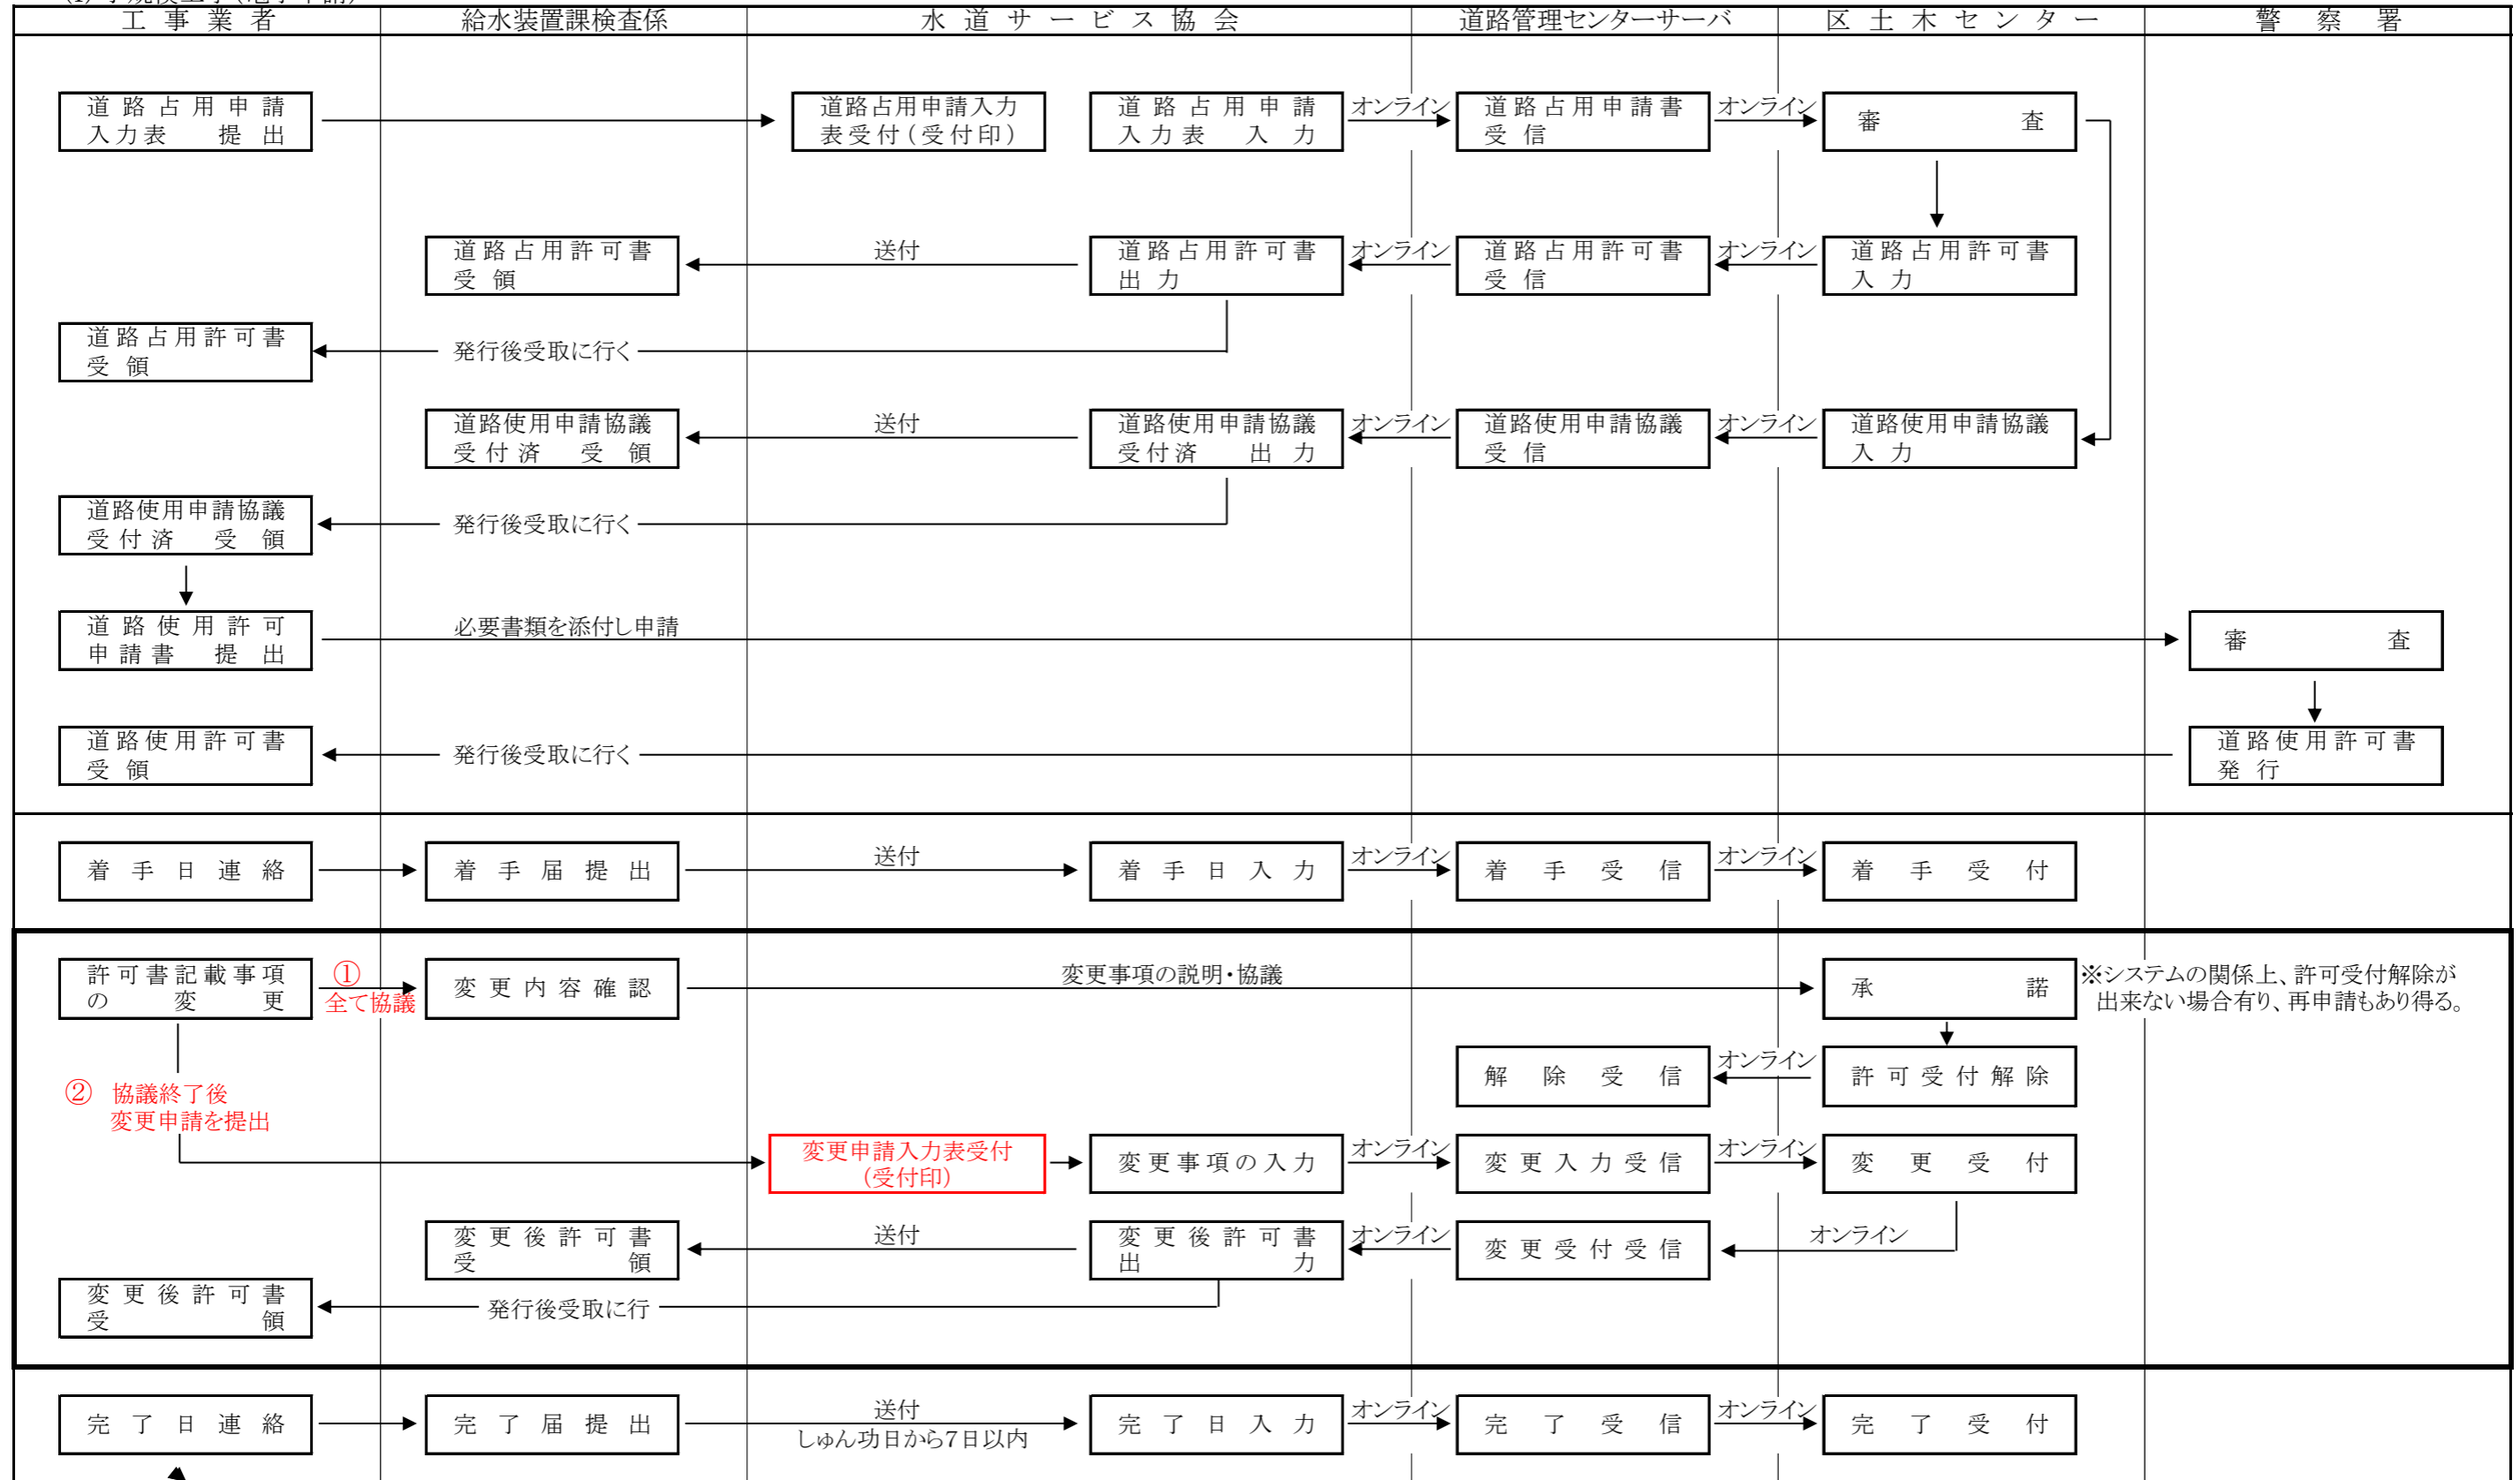 工事業者 給水装置課検査係 水道サービス協会 道路管理センターサーバ 区土木センター 警察署
道路占用申請
入力表 提出
道路占用申請入力
表受付(受付印)
道路占用申請
入力表 入力
オンライン
道路占用申請書
受信
オンライン
審査
道路占用許可書
受領
送付
道路占用許可書
出力
オンライン
道路占用許可書
受信
オンライン
道路占用許可書
入力
道路占用許可書
受領
発行後受取に行く
道路使用申請協議
受付済 受領
送付
道路使用申請協議
受付済 出力
オンライン
道路使用申請協議
受信
オンライン
道路使用申請協議
入力
道路使用申請協議
受付済 受領
発行後受取に行く
道路使用許可
申請書 提出
必要書類を添付し申請
審査
道路使用許可書
受領
発行後受取に行く
道路使用許可書
発行
着手日連絡
着手届提出
送付
着手日入力
オンライン
着手受信
オンライン
着手受付
許可書記載事項
の変更
①
全て協議
変更内容確認
変更事項の説明・協議
承諾
※システムの関係上、許可受付解除が
出来ない場合有り、再申請もあり得る。
解除受信
オンライン
許可受付解除
② 協議終了後
変更申請を提出
変更申請入力表受付
(受付印)
変更事項の入力
オンライン
変更入力受信
オンライン
変更受付
変更後許可書
受領
送付
変更後許可書
出力
オンライン
変更受付受信
オンライン
変更後許可書
受領
発行後受取に行
完了日連絡
完了届提出
送付
しゅん功日から7日以内
完了日入力
オンライン
完了受信
オンライン
完了受付